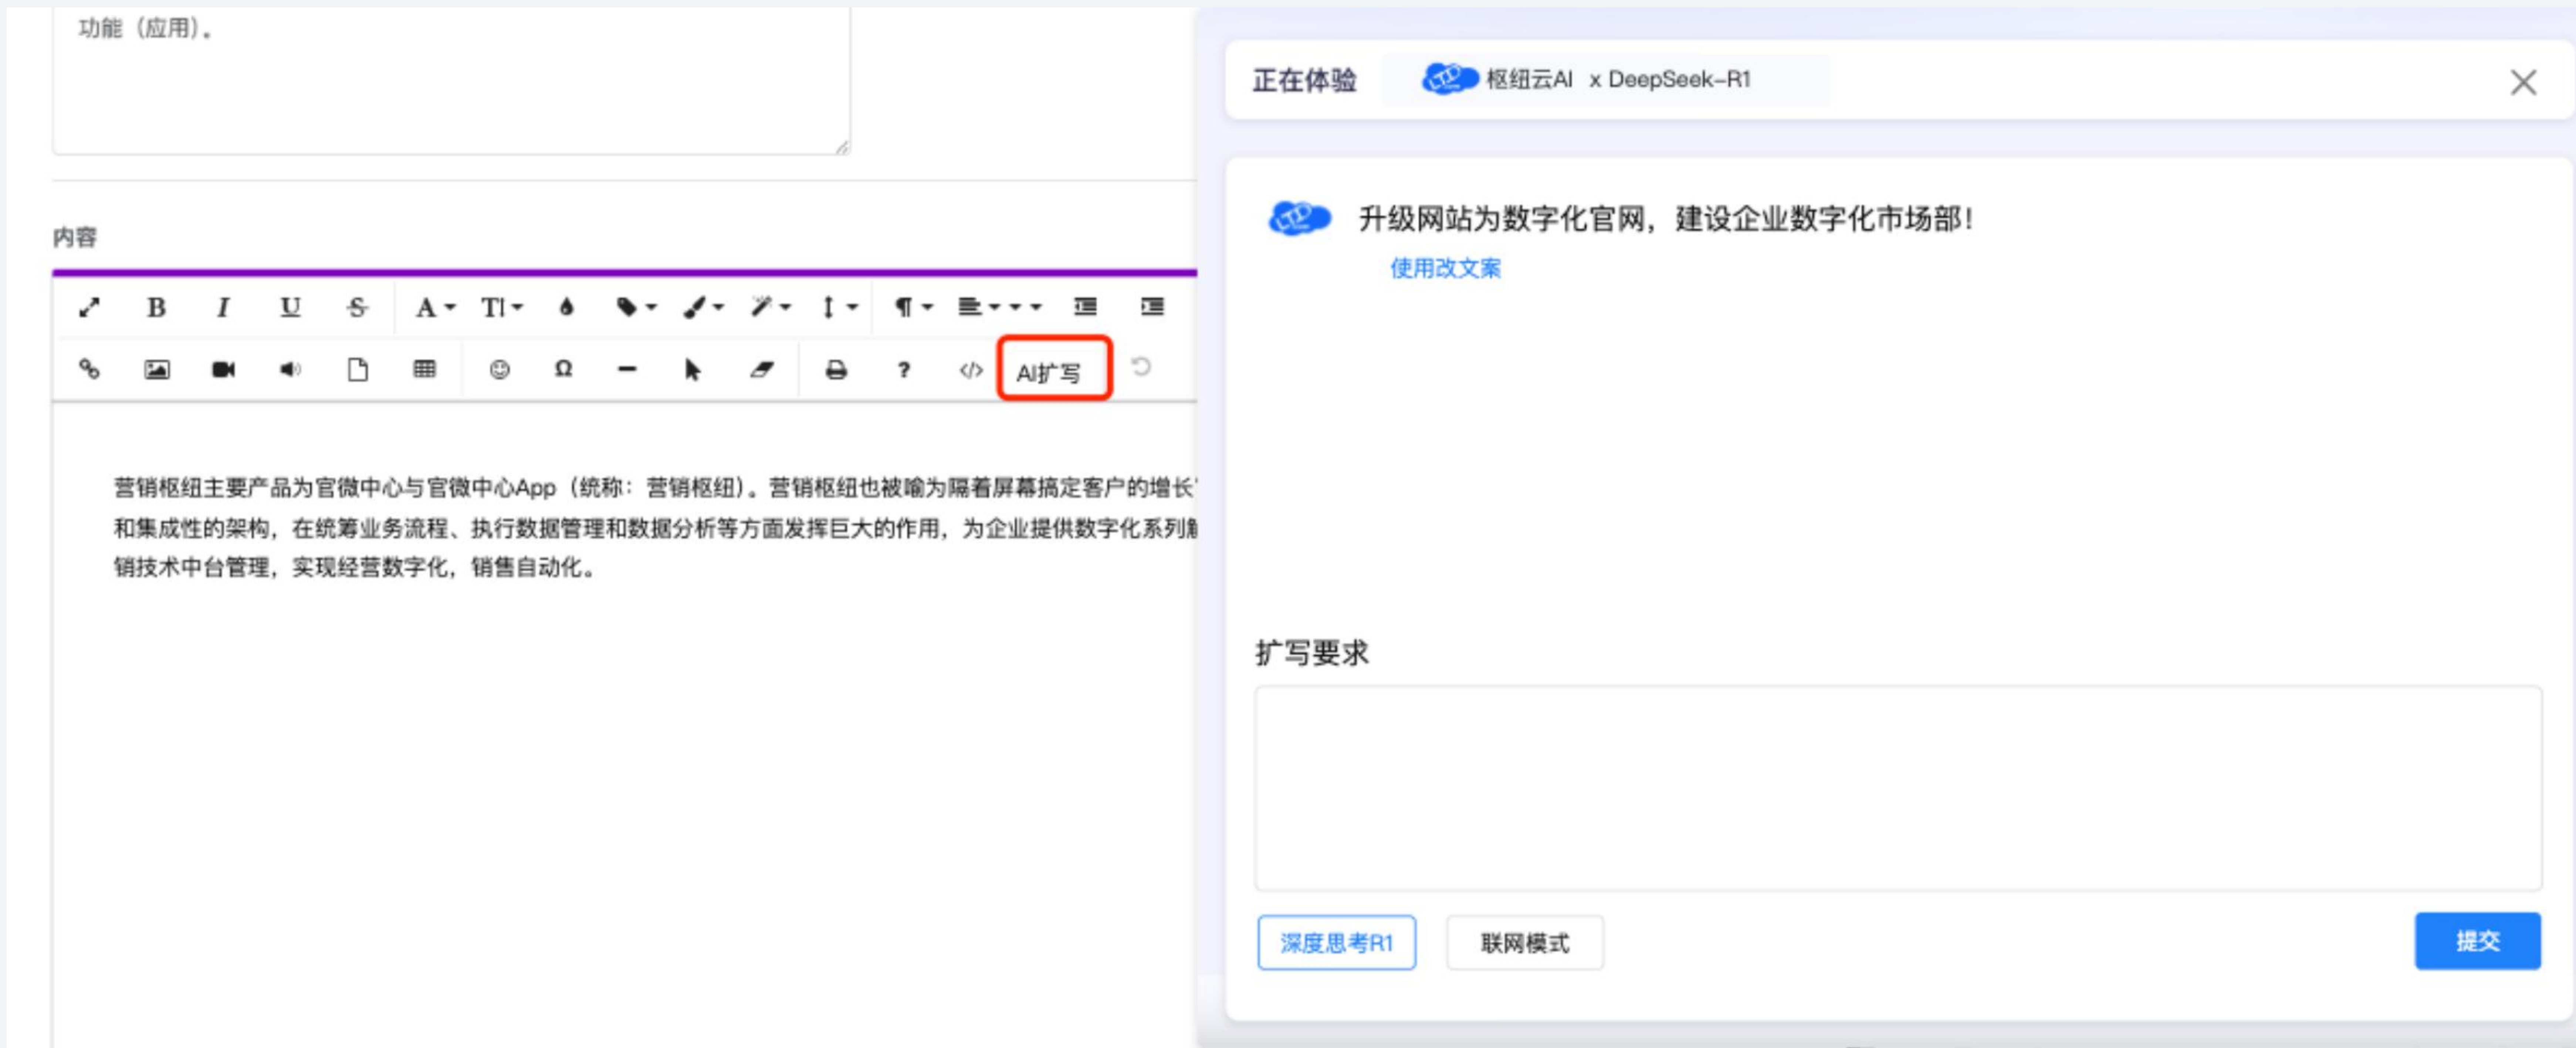 功能（应用）。
内容
B I U S A TI
Ω ? </> AI扩写
营销枢纽主要产品为官微中心与官微中心App（统称：营销枢纽）。营销枢纽也被喻为隔着屏幕搞定客户的增长
和集成性的架构，在统筹业务流程、执行数据管理和数据分析等方面发挥巨大的作用，为企业提供数字化系列
销技术中台管理，实现经营数字化，销售自动化。
正在体验 LTD 枢纽云AI x DeepSeek-R1
LTD 升级网站为数字化官网，建设企业数字化市场部！
使用改文案
扩写要求
深度思考R1 联网模式 提交